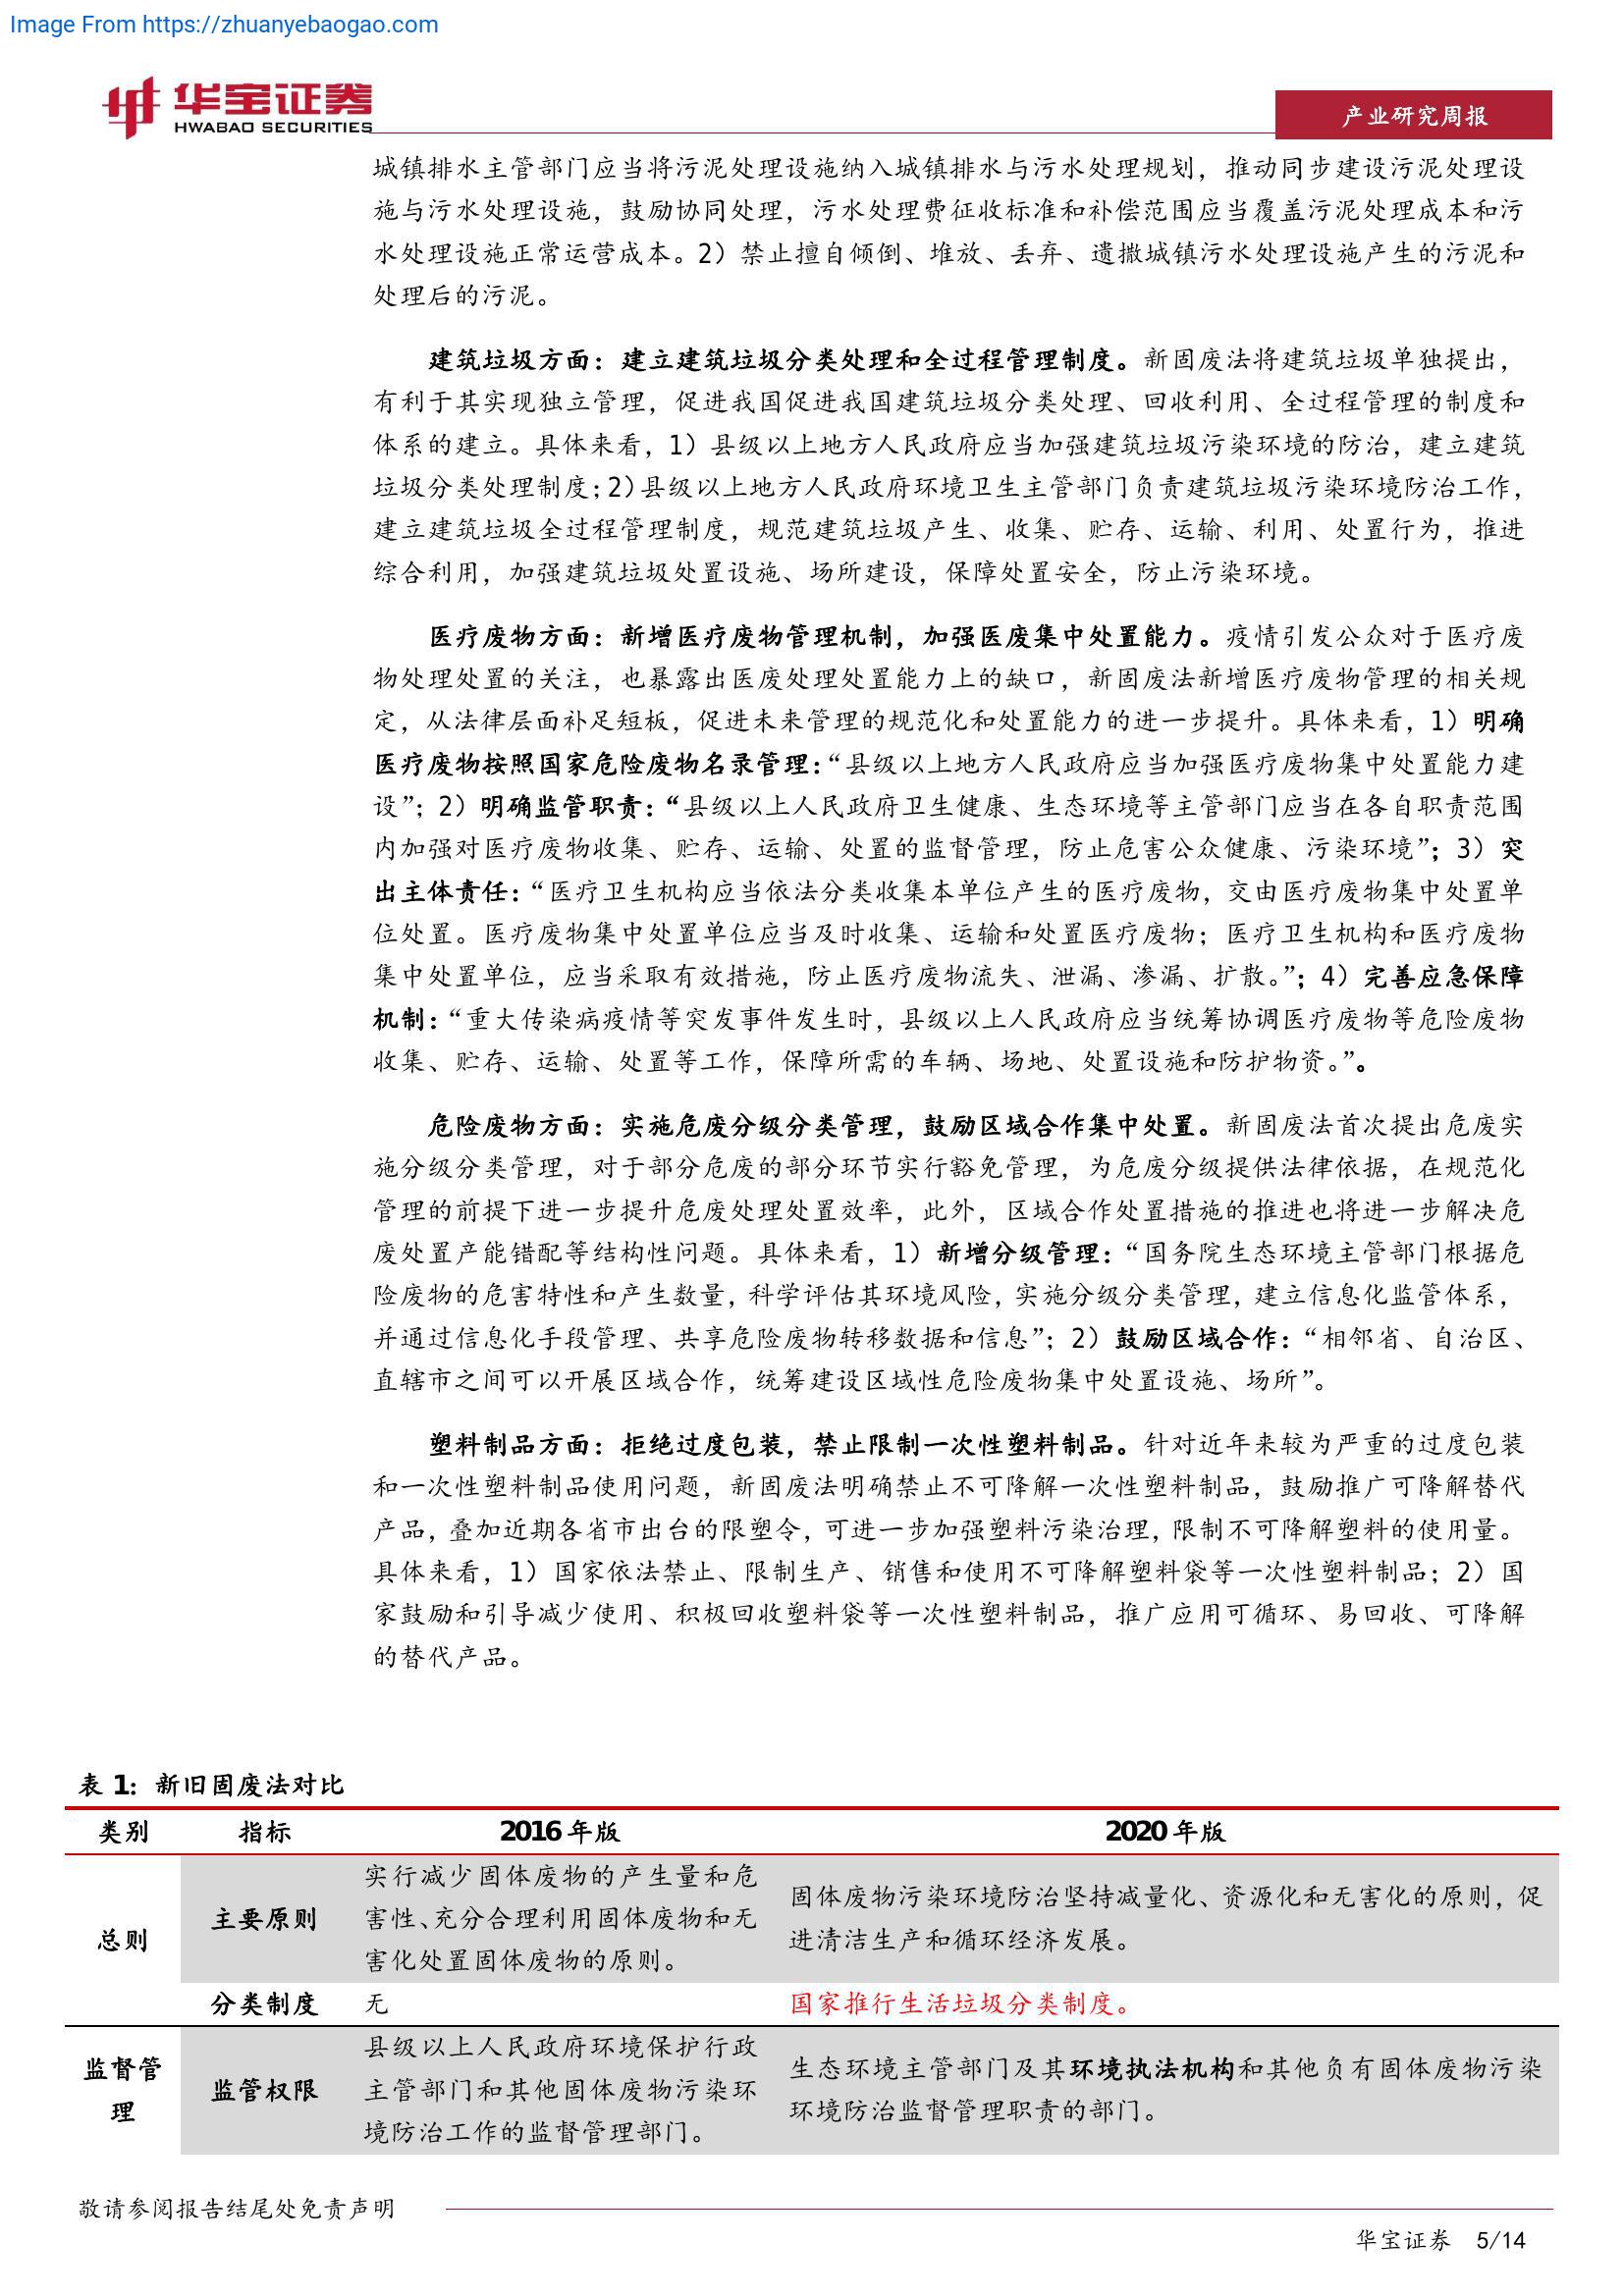 Image From https://zhuanyebaogao.com
华宝证券
HWABAO SECURITIES
产业研究周报
城镇排水主管部门应当将污泥处理设施纳入城镇排水与污水处理规划，推动同步建设污泥处理设
施与污水处理设施，鼓励协同处理，污水处理费征收标准和补偿范围应当覆盖污泥处理成本和污
水处理设施正常运营成本。2）禁止擅自倾倒、堆放、丢弃、遗撒城镇污水处理设施产生的污泥和
处理后的污泥。
建筑垃圾方面：建立建筑垃圾分类处理和全过程管理制度。新固废法将建筑垃圾单独提出，
有利于其实现独立管理，促进我国促进我国建筑垃圾分类处理、回收利用、全过程管理的制度和
体系的建立。具体来看，1）县级以上地方人民政府应当加强建筑垃圾污染环境的防治，建立建筑
垃圾分类处理制度；2）县级以上地方人民政府环境卫生主管部门负责建筑垃圾污染环境防治工作，
建立建筑垃圾全过程管理制度，规范建筑垃圾产生、收集、贮存、运输、利用、处置行为，推进
综合利用，加强建筑垃圾处置设施、场所建设，保障处置安全，防止污染环境。
医疗废物方面：新增医疗废物管理机制，加强医废集中处置能力。疫情引发公众对于医疗废
物处理处置的关注，也暴露出医废处理处置能力上的缺口，新固废法新增医疗废物管理的相关规
定，从法律层面补足短板，促进未来管理的规范化和处置能力的进一步提升。具体来看，1）明确
医疗废物按照国家危险废物名录管理：“县级以上地方人民政府应当加强医疗废物集中处置能力建
设”；2）明确监管职责：“县级以上人民政府卫生健康、生态环境等主管部门应当在各自职责范围
内加强对医疗废物收集、贮存、运输、处置的监督管理，防止危害公众健康、污染环境”；3）突
出主体责任：“医疗卫生机构应当依法分类收集本单位产生的医疗废物，交由医疗废物集中处置单
位处置。医疗废物集中处置单位应当及时收集、运输和处置医疗废物；医疗卫生机构和医疗废物
集中处置单位，应当采取有效措施，防止医疗废物流失、泄漏、渗漏、扩散。”；4）完善应急保障
机制：“重大传染病疫情等突发事件发生时，县级以上人民政府应当统筹协调医疗废物等危险废物
收集、贮存、运输、处置等工作，保障所需的车辆、场地、处置设施和防护物资。”。
危险废物方面：实施危废分级分类管理，鼓励区域合作集中处置。新固废法首次提出危废实
施分级分类管理，对于部分危废的部分环节实行豁免管理，为危废分级提供法律依据，在规范化
管理的前提下进一步提升危废处理处置效率，此外，区域合作处置措施的推进也将进一步解决危
废处置产能错配等结构性问题。具体来看，1）新增分级管理：“国务院生态环境主管部门根据危
险废物的危害特性和产生数量，科学评估其环境风险，实施分级分类管理，建立信息化监管体系，
并通过信息化手段管理、共享危险废物转移数据和信息”；2）鼓励区域合作：“相邻省、自治区、
直辖市之间可以开展区域合作，统筹建设区域性危险废物集中处置设施、场所”。
塑料制品方面：拒绝过度包装，禁止限制一次性塑料制品。针对近年来较为严重的过度包装
和一次性塑料制品使用问题，新固废法明确禁止不可降解一次性塑料制品，鼓励推广可降解替代
产品，叠加近期各省市出台的限塑令，可进一步加强塑料污染治理，限制不可降解塑料的使用量。
具体来看，1）国家依法禁止、限制生产、销售和使用不可降解塑料袋等一次性塑料制品；2）国
家鼓励和引导减少使用、积极回收塑料袋等一次性塑料制品，推广应用可循环、易回收、可降解
的替代产品。
表 1：新旧固废法对比
类别 指标 2016 年版 2020 年版
总则
主要原则
实行减少固体废物的产生量和危
害性、充分合理利用固体废物和无
害化处置固体废物的原则。
固体废物污染环境防治坚持减量化、资源化和无害化的原则，促
进清洁生产和循环经济发展。
分类制度 无 国家推行生活垃圾分类制度。
监督管
理
监管权限
县级以上人民政府环境保护行政
主管部门和其他固体废物污染环
境防治工作的监督管理部门。
生态环境主管部门及其环境执法机构和其他负有固体废物污染
环境防治监督管理职责的部门。
敬请参阅报告结尾处免责声明
华宝证券 5/14